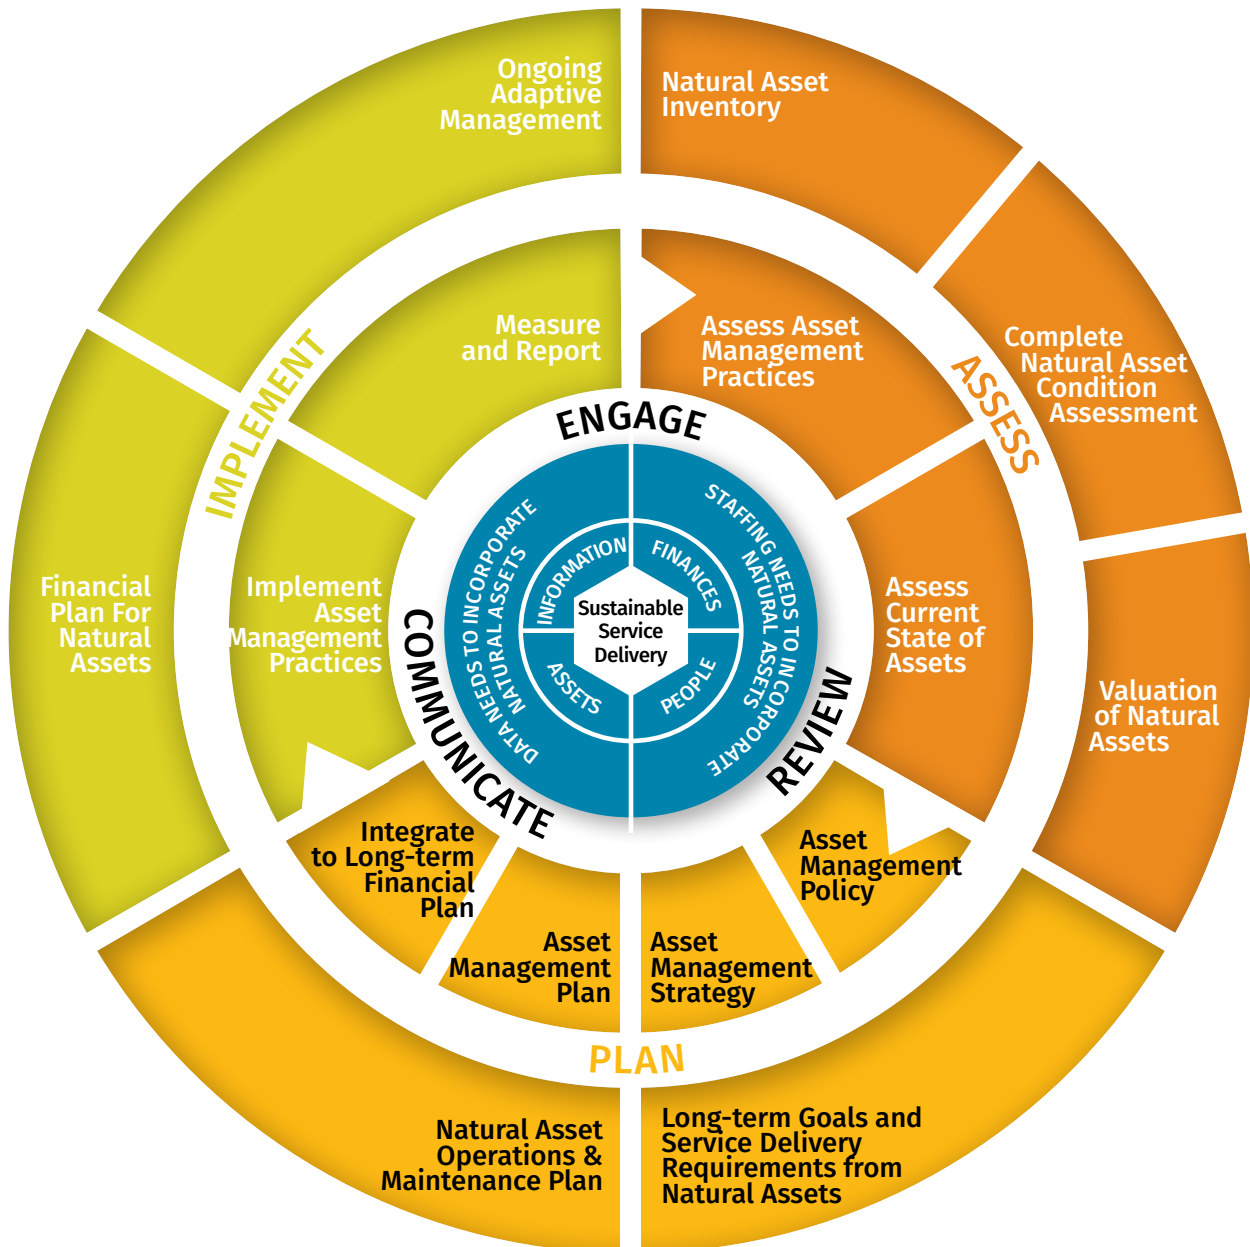 Ongoing
Adaptive
Management
Natural Asset
Inventory
Complete
Natural Asset
Condition
Assessment
Valuation
of Natural
Assets
Long-term Goals and
Service Delivery
Requirements from
Natural Assets
Natural Asset
Operations &
Maintenance Plan
Financial
Plan For
Natural
Assets
IMPLEMENT
ASSESS
PLAN
Measure
and Report
Assess Asset
Management
Practices
Assess
Current
State of
Assets
Asset
Management
Policy
Asset
Management
Strategy
Asset
Management
Plan
Integrate
to Long-term
Financial
Plan
Implement
Asset
Management
Practices
ENGAGE
REVIEW
COMMUNICATE
DATA NEEDS TO INCORPORATE
NATURAL ASSETS
STAFFING NEEDS TO INCORPORATE
NATURAL ASSETS
INFORMATION
FINANCES
ASSETS
PEOPLE
Sustainable
Service
Delivery